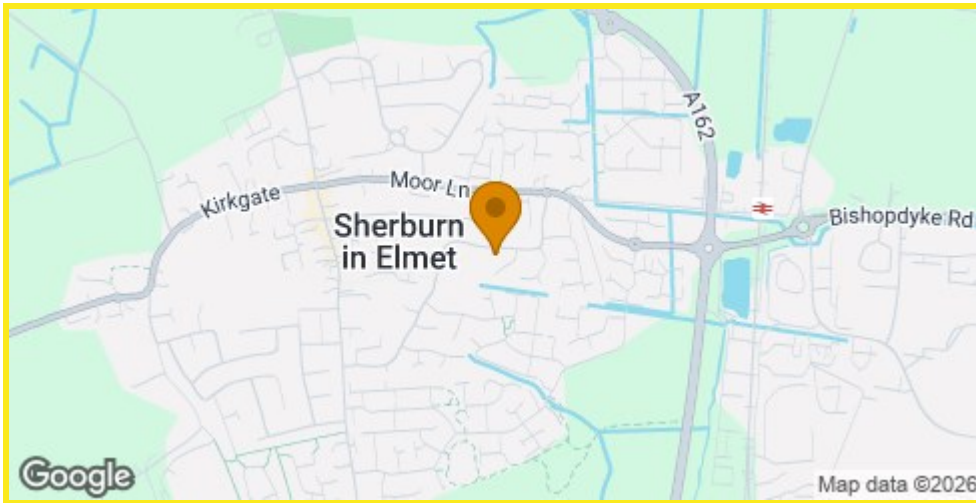 A162
Moor Ln
Kirkgate
Bishopdyke Rd
Sherburn
in Elmet
Google
Map data ©2026